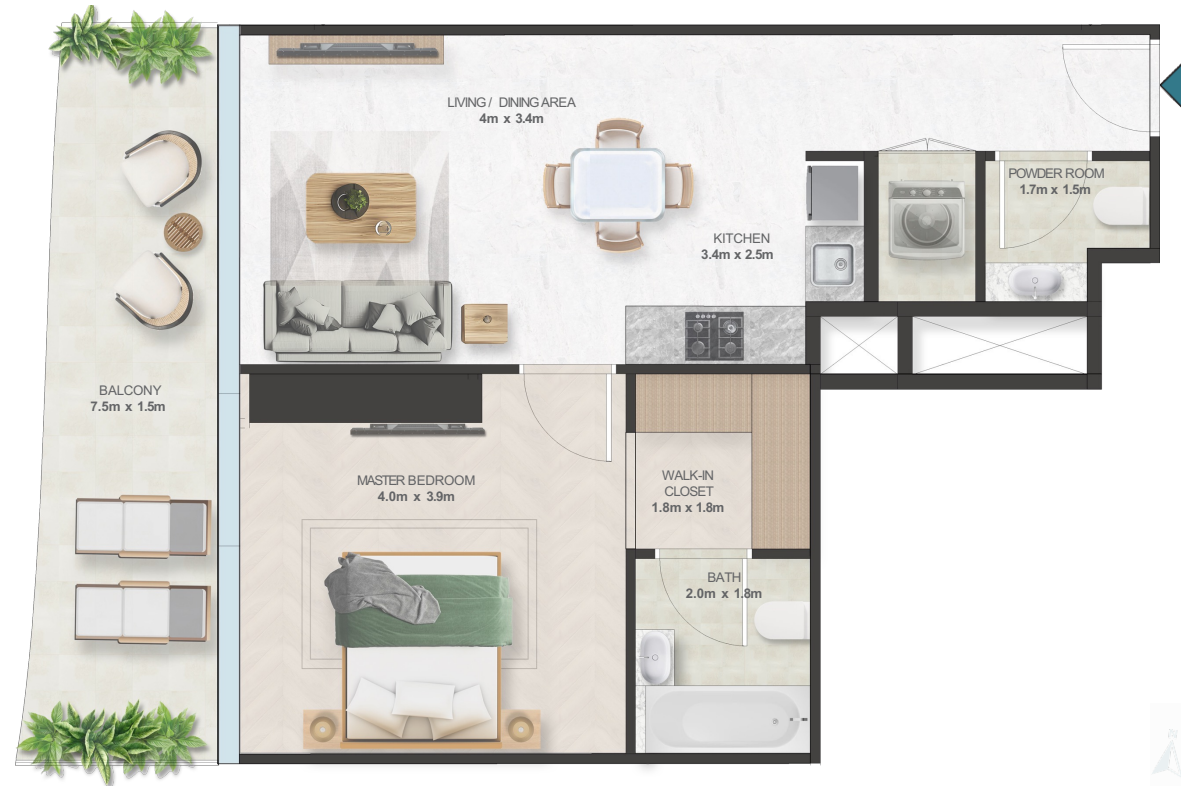 LIVING / DINING AREA
4m x 3.4m
POWDER ROOM
1.7m x 1.5m
KITCHEN
3.4m x 2.5m
BALCONY
7.5m x 1.5m
MASTER BEDROOM
4.0m x 3.9m
WALK-IN
CLOSET
1.8m x 1.8m
BATH
2.0m x 1.8m